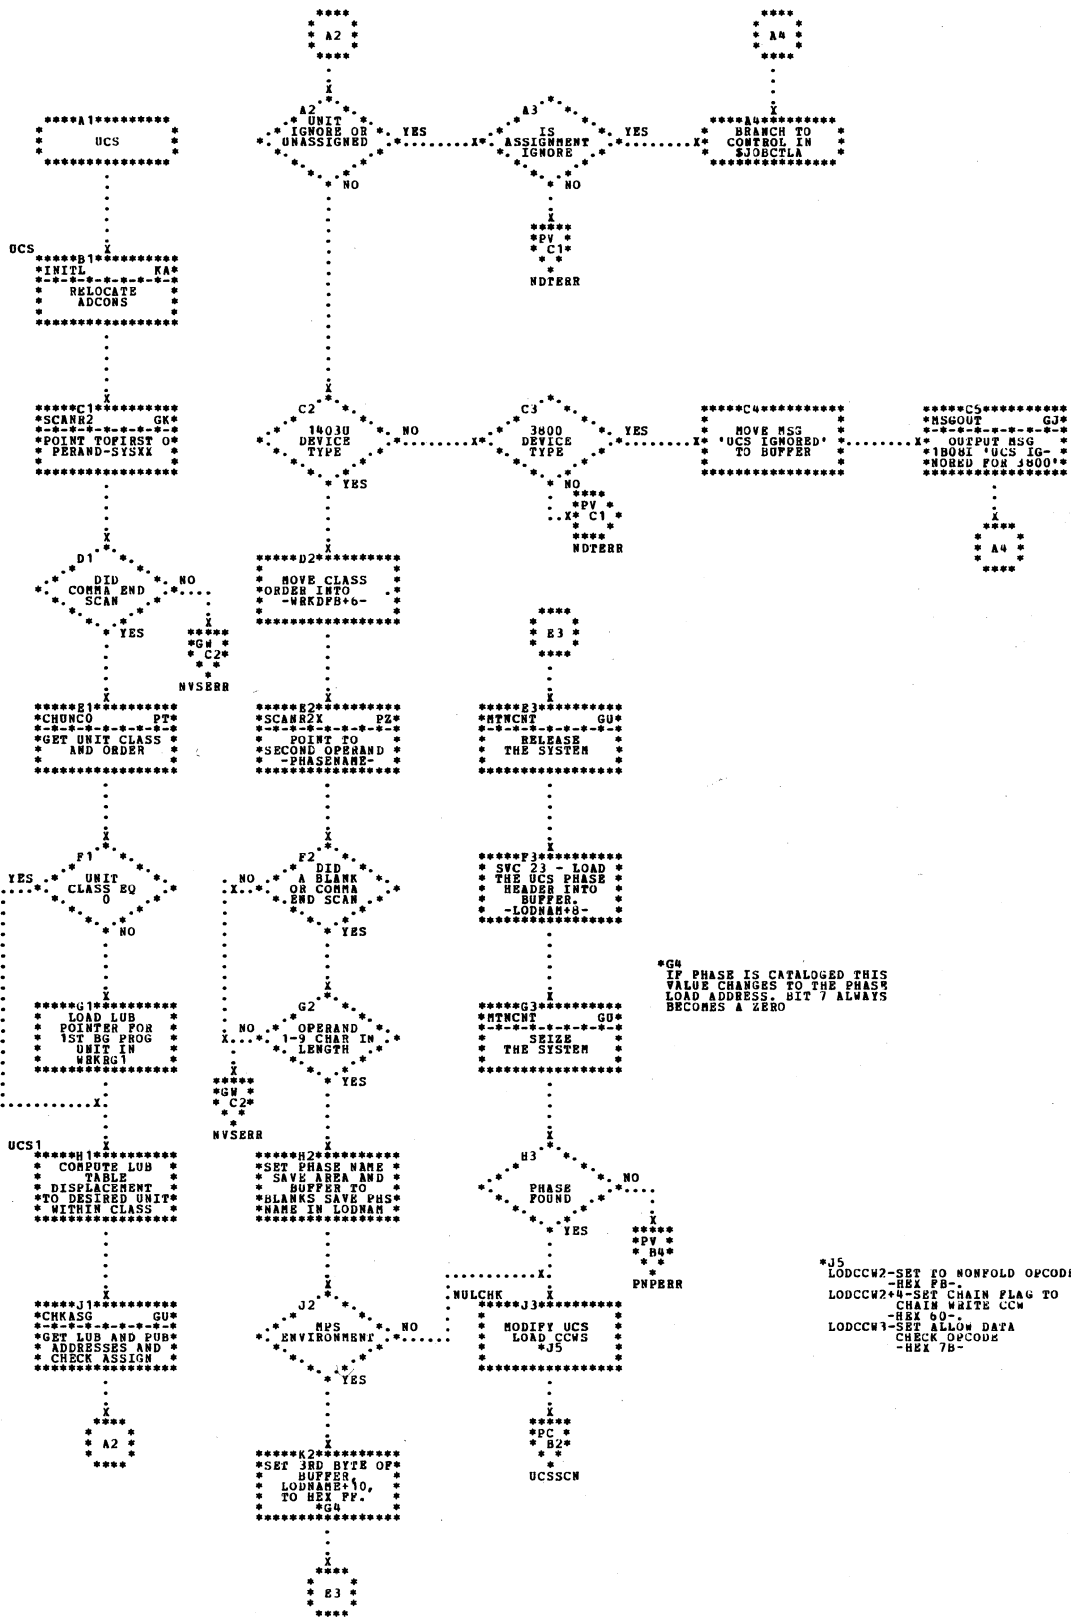 A2
A4
A1
UCS
A2
UNIT
IGNORE OR
UNASSIGNED
YES
NO
A3
IS
ASSIGNMENT
IGNORE
YES
NO
A4
BRANCH TO
CONTROL IN
$JOBCTLA
PV
C1
NDTERR
UCS
B1
INITL KA
RELOCATE
ADCONS
C1
SCANR2 GK
POINT TOFIRST O
PERAND-SYSXX
C2
1403U
DEVICE
TYPE
NO
YES
C3
3800
DEVICE
TYPE
YES
NO
C4
MOVE MSG
'UCS IGNORED'
TO BUFFER
C5
MSGOUT GJ
OUTPUT MSG
1B08I 'UCS IG-
NORED FOR 3800'
PV
C1
NDTERR
A4
D1
DID
COMMA END
SCAN
NO
YES
GW
C2
NVSERR
D2
MOVE CLASS
ORDER INTO
-WRKDFB+6-
E3
E1
CHUNCO PT
GET UNIT CLASS
AND ORDER
E2
SCANR2X PZ
POINT TO
SECOND OPERAND
-PHASENAME-
E3
MTNCNT GU
RELEASE
THE SYSTEM
F1
UNIT
CLASS EQ
0
YES
NO
F2
DID
A BLANK
OR COMMA
END SCAN
NO
YES
F3
SVC 23 - LOAD
THE UCS PHASE
HEADER INTO
BUFFER.
-LODNAM+8-
*G4
IF PHASE IS CATALOGED THIS
VALUE CHANGES TO THE PHASE
LOAD ADDRESS. BIT 7 ALWAYS
BECOMES A ZERO
G1
LOAD LUB
POINTER FOR
1ST BG PROG
UNIT IN
WRKRG1
G2
OPERAND
1-9 CHAR IN
LENGTH
NO
YES
G3
MTNCNT GU
SEIZE
THE SYSTEM
GW
C2
NVSERR
UCS1
H1
COMPUTE LUB
TABLE
DISPLACEMENT
TO DESIRED UNIT
WITHIN CLASS
H2
SET PHASE NAME
SAVE AREA AND
BUFFER TO
BLANKS SAVE PHS
NAME IN LODNAM
H3
PHASE
FOUND
NO
YES
PV
B4
PNPERR
J1
CHKASG GU
GET LUB AND PUB
ADDRESSES AND
CHECK ASSIGN
J2
MPS
ENVIRONMENT
NO
YES
NULCHK
J3
MODIFY UCS
LOAD CCWS
*J5
*J5
LODCCW2-SET TO NONFOLD OPCODE
-HEX FB-.
LODCCW2+4-SET CHAIN FLAG TO
CHAIN WRITE CCW
-HEX 60-.
LODCCW3-SET ALLOW DATA
CHECK OPCODE
-HEX 7B-
A2
PC
B2
UCSSCN
K2
SET 3RD BYTE OF
BUFFER,
LODNAME+10,
TO HEX FF.
*G4
E3